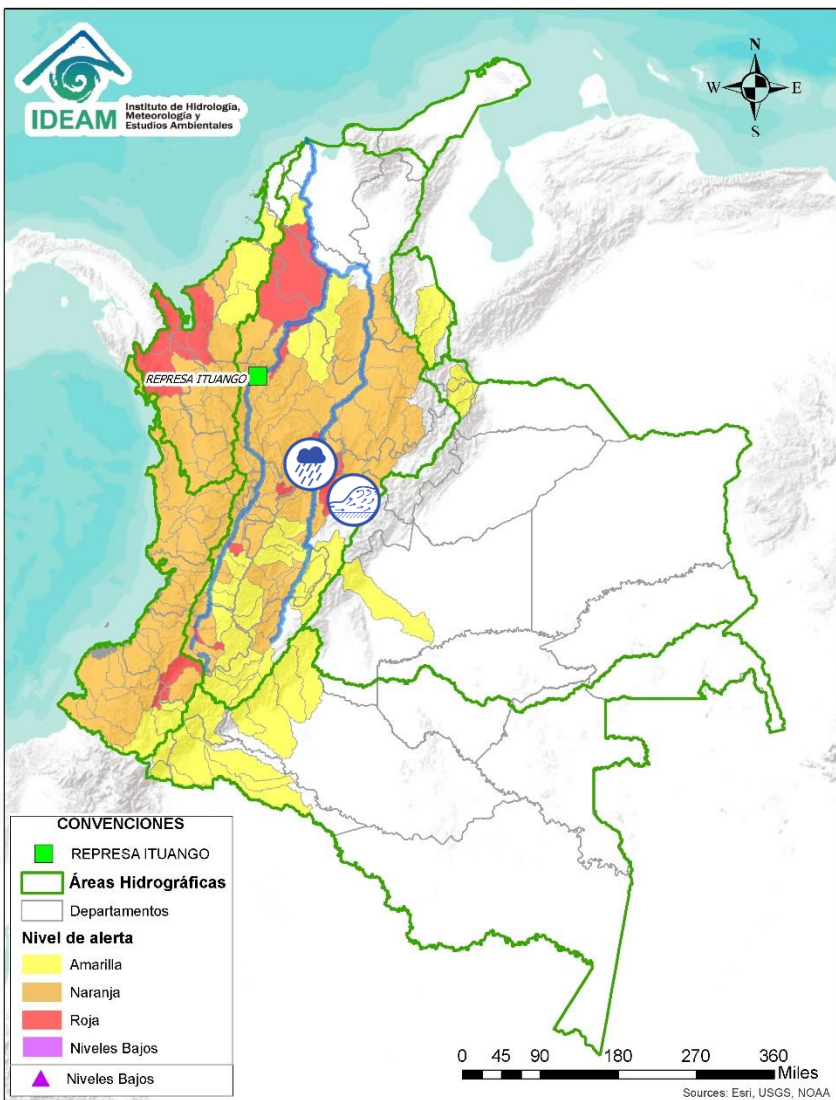 IDEAM
Instituto de Hidrología,
Meteorología y
Estudios Ambientales
N
W
E
S
REPRESA ITUANGO
CONVENCIONES
REPRESA ITUANGO
Áreas Hidrográficas
Departamentos
Nivel de alerta
Amarilla
Naranja
Roja
Niveles Bajos
Niveles Bajos
0 45 90 180 270 360
Miles
Sources: Esri, USGS, NOAA